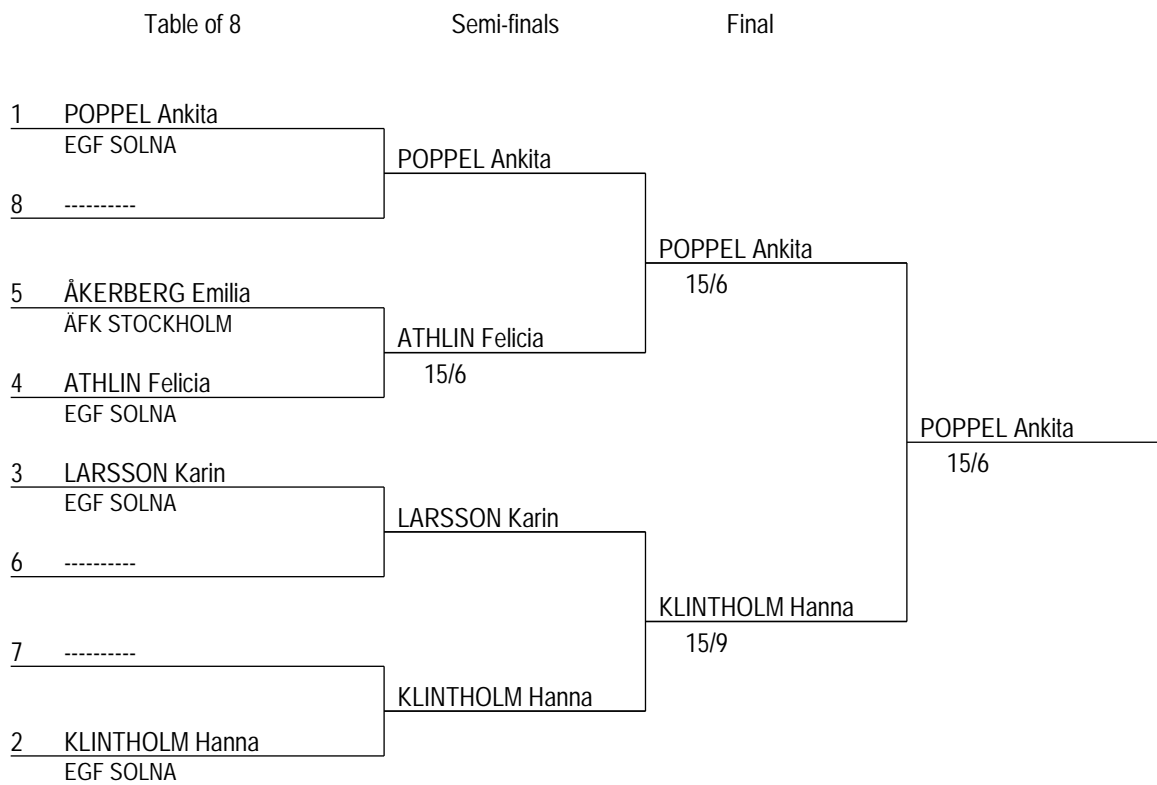 Table of 8 Semi-finals Final
1 POPPEL Ankita
EGF SOLNA
POPPEL Ankita
8 ----------
POPPEL Ankita
15/6
5 ÅKERBERG Emilia
ÄFK STOCKHOLM
ATHLIN Felicia
15/6
4 ATHLIN Felicia
EGF SOLNA
POPPEL Ankita
15/6
3 LARSSON Karin
EGF SOLNA
LARSSON Karin
6 ----------
KLINTHOLM Hanna
15/9
7 ----------
KLINTHOLM Hanna
2 KLINTHOLM Hanna
EGF SOLNA